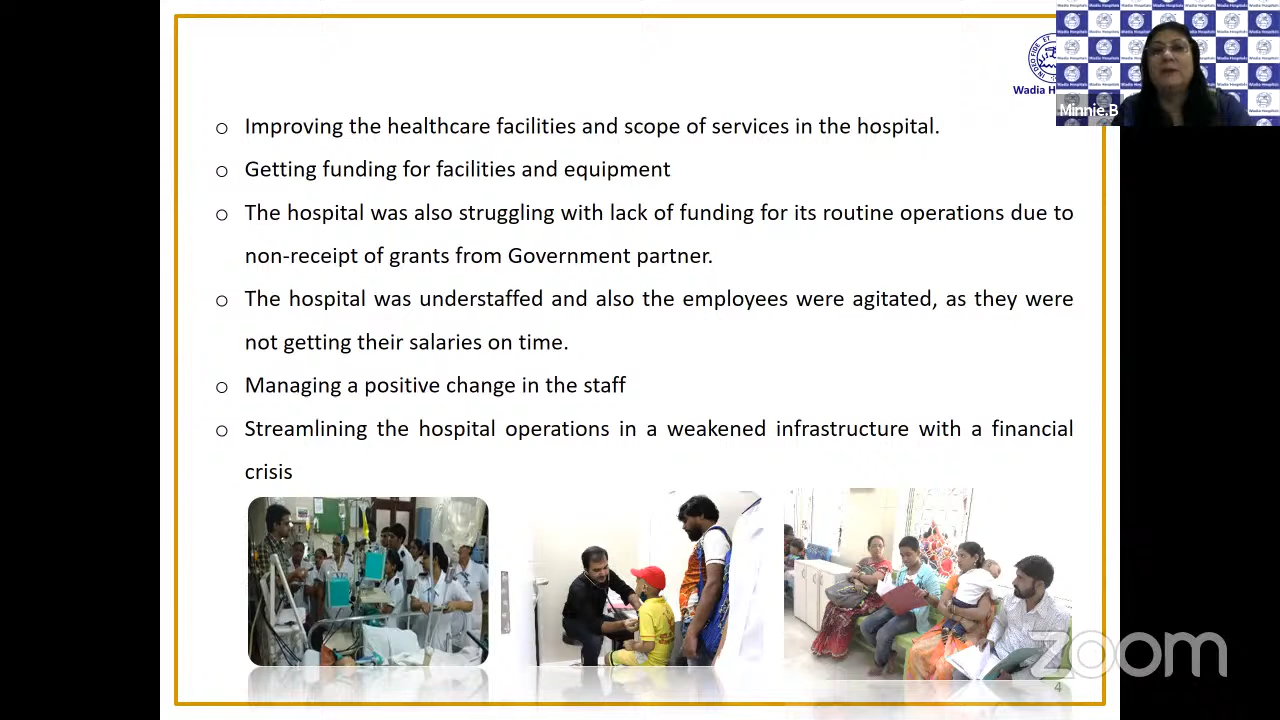 Wadia H
Wadia Hospitals
Minnie.B
○ Improving the healthcare facilities and scope of services in the hospital.
○ Getting funding for facilities and equipment
○ The hospital was also struggling with lack of funding for its routine operations due to
non-receipt of grants from Government partner.
○ The hospital was understaffed and also the employees were agitated, as they were
not getting their salaries on time.
○ Managing a positive change in the staff
○ Streamlining the hospital operations in a weakened infrastructure with a financial
crisis
zoom
4